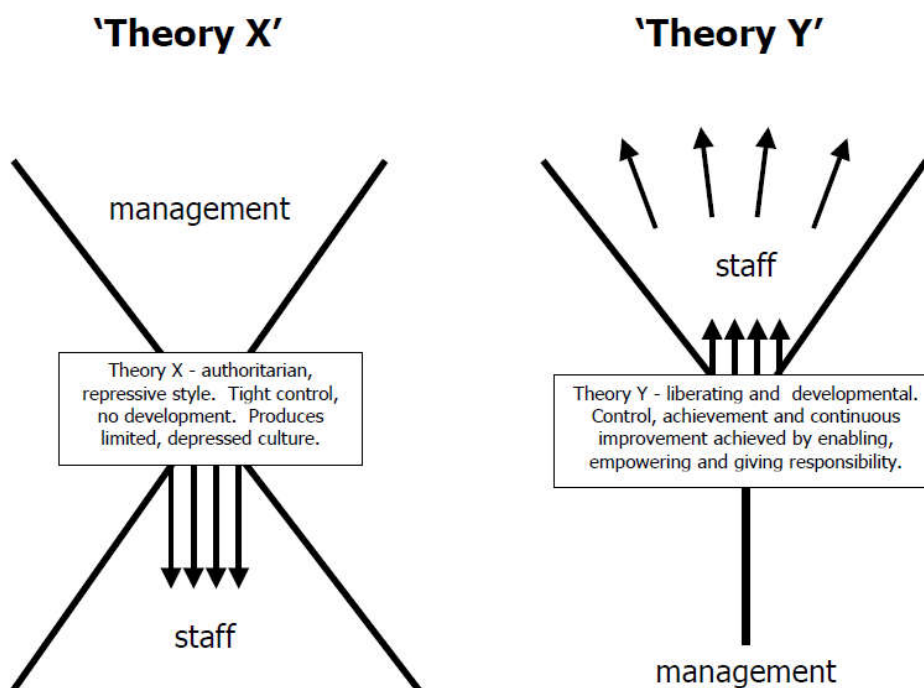 ‘Theory X’
management
Theory X - authoritarian,
repressive style. Tight control,
no development. Produces
limited, depressed culture.
staff
‘Theory Y’
staff
Theory Y - liberating and developmental.
Control, achievement and continuous
improvement achieved by enabling,
empowering and giving responsibility.
management